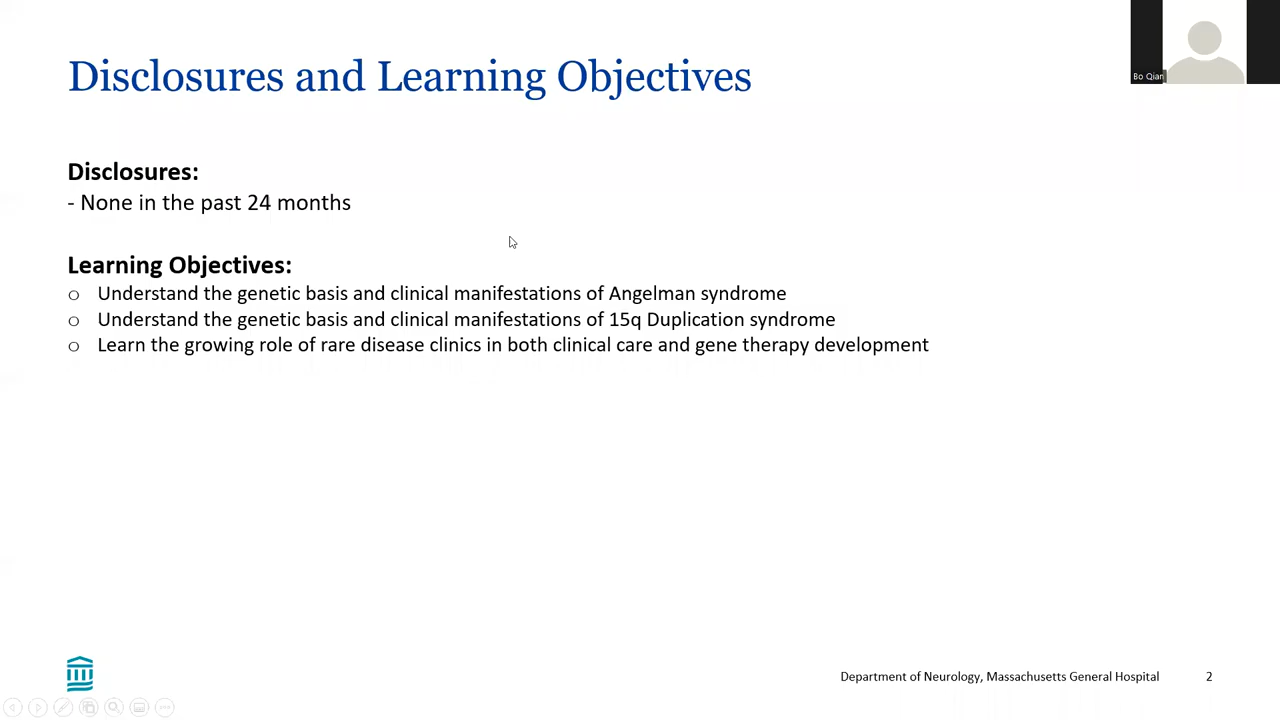 Disclosures and Learning Objectives
Bo Qian
Disclosures:
- None in the past 24 months
Learning Objectives:
o Understand the genetic basis and clinical manifestations of Angelman syndrome
o Understand the genetic basis and clinical manifestations of 15q Duplication syndrome
o Learn the growing role of rare disease clinics in both clinical care and gene therapy development
Department of Neurology, Massachusetts General Hospital 2